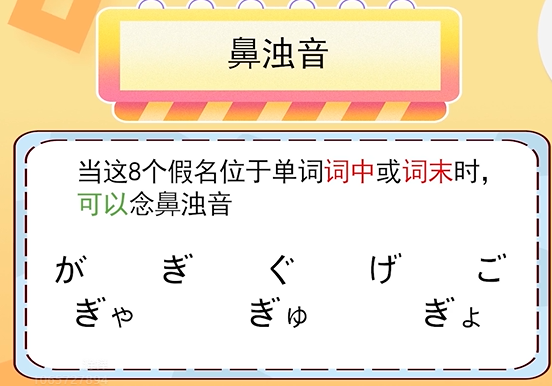 鼻浊音
当这8个假名位于单词词中或词末时，
可以念鼻浊音
が ぎ ぐ げ ご
ぎゃ ぎゅ ぎょ